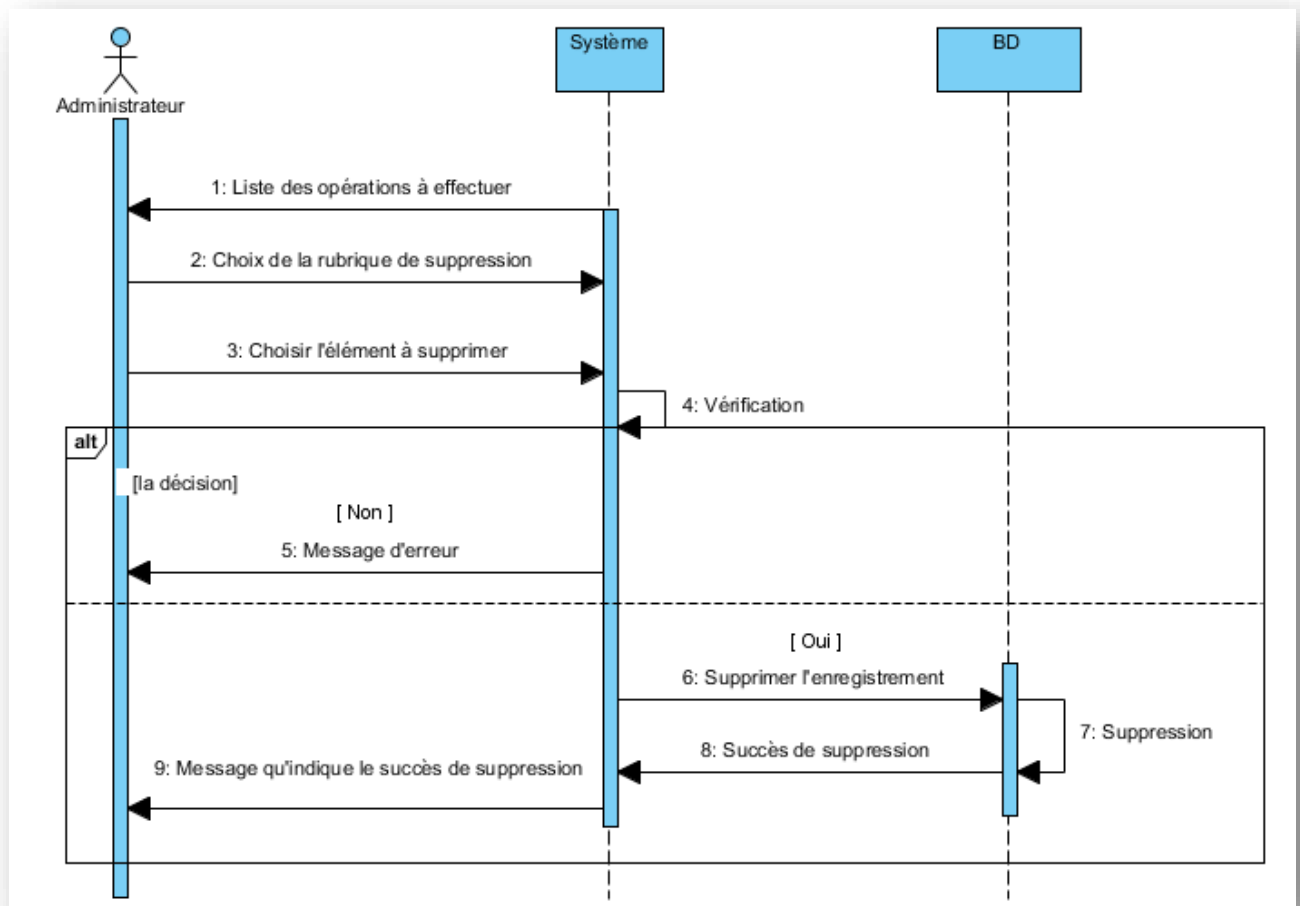 Système
BD
Administrateur
1: Liste des opérations à effectuer
2: Choix de la rubrique de suppression
3: Choisir l'élément à supprimer
4: Vérification
alt
[la décision]
[ Non ]
5: Message d'erreur
[ Oui ]
6: Supprimer l'enregistrement
7: Suppression
8: Succès de suppression
9: Message qu'indique le succès de suppression